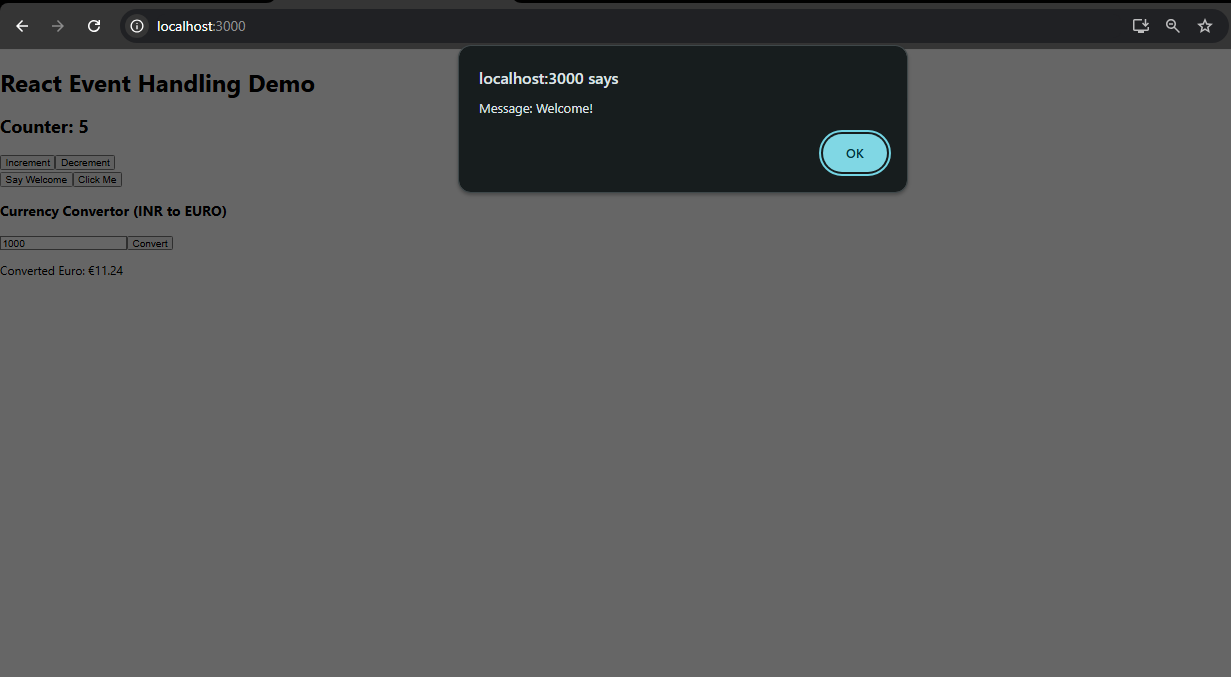 localhost:3000
localhost:3000 says
Message: Welcome!
OK
React Event Handling Demo
Counter: 5
Increment Decrement
Say Welcome Click Me
Currency Convertor (INR to EURO)
1000 Convert
Converted Euro: €11.24